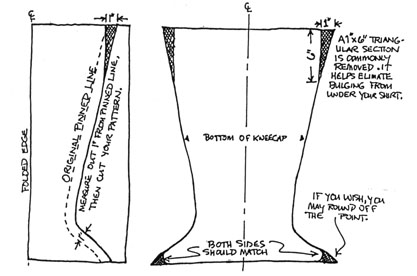 ℄
1"
FOLDED EDGE
ORIGINAL PINNED LINE
MEASURE OUT 1" FROM PINNED LINE,
THEN CUT YOUR PATTERN.
℄
1"
6"
A 1"x6" TRIANG-
ULAR SECTION
IS COMMONLY
REMOVED. IT
HELPS ELIMATE
BULGING FROM
UNDER YOUR SHIRT.
BOTTOM OF KNEECAP
IF YOU WISH, YOU
MAY ROUND OFF
THE POINT.
BOTH SIDES
SHOULD MATCH